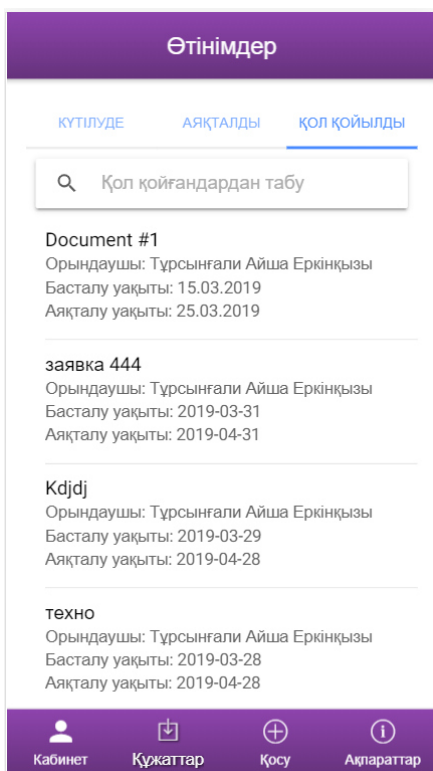 Өтінімдер
КҮТІЛУДЕ АЯҚТАЛДЫ ҚОЛ ҚОЙЫЛДЫ
Қол қойғандардан табу
Document #1
Орындаушы: Тұрсынғали Айша Еркінқызы
Басталу уақыты: 15.03.2019
Аяқталу уақыты: 25.03.2019
заявка 444
Орындаушы: Тұрсынғали Айша Еркінқызы
Басталу уақыты: 2019-03-31
Аяқталу уақыты: 2019-04-31
Kdjdj
Орындаушы: Тұрсынғали Айша Еркінқызы
Басталу уақыты: 2019-03-29
Аяқталу уақыты: 2019-04-28
техно
Орындаушы: Тұрсынғали Айша Еркінқызы
Басталу уақыты: 2019-03-28
Аяқталу уақыты: 2019-04-28
Кабинет Құжаттар Қосу Ақпараттар